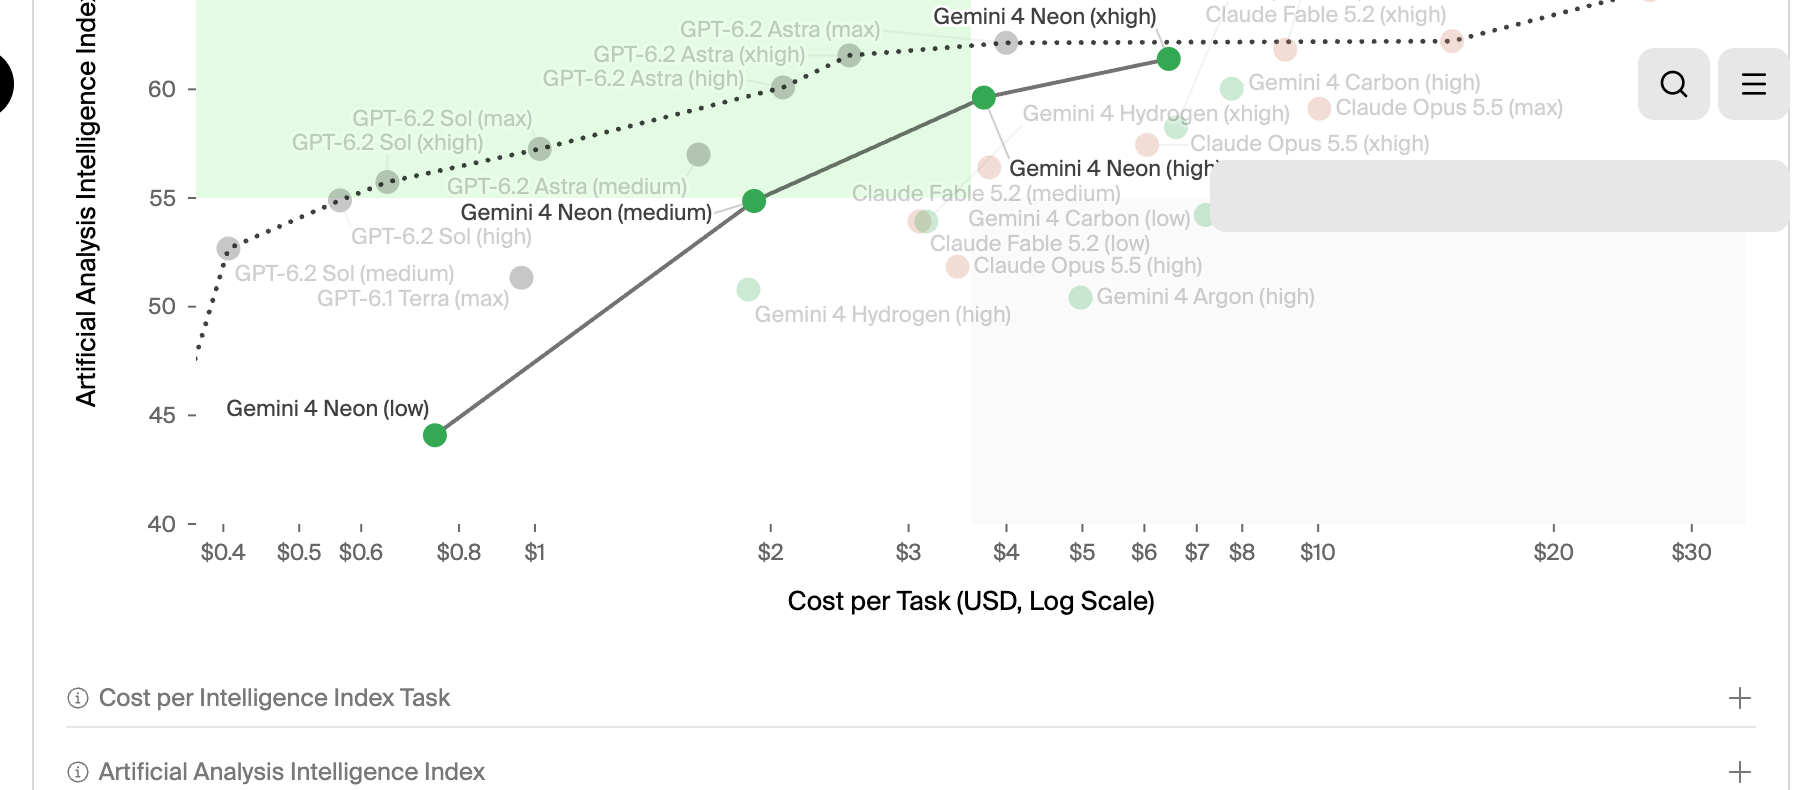 Artificial Analysis Intelligence Index
Gemini 4 Neon (xhigh)
Claude Fable 5.2 (xhigh)
GPT-6.2 Astra (max)
GPT-6.2 Astra (xhigh)
GPT-6.2 Astra (high)
Gemini 4 Carbon (high)
60
Claude Opus 5.5 (max)
Gemini 4 Hydrogen (xhigh)
GPT-6.2 Sol (max)
GPT-6.2 Sol (xhigh)
Claude Opus 5.5 (xhigh)
Gemini 4 Neon (high)
GPT-6.2 Astra (medium)
Claude Fable 5.2 (medium)
55
Gemini 4 Neon (medium)
Gemini 4 Carbon (low)
GPT-6.2 Sol (high)
Claude Fable 5.2 (low)
Claude Opus 5.5 (high)
GPT-6.2 Sol (medium)
GPT-6.1 Terra (max)
Gemini 4 Argon (high)
50
Gemini 4 Hydrogen (high)
Gemini 4 Neon (low)
45
40
$0.4 $0.5 $0.6 $0.8 $1 $2 $3 $4 $5 $6 $7 $8 $10 $20 $30
Cost per Task (USD, Log Scale)
Cost per Intelligence Index Task
Artificial Analysis Intelligence Index